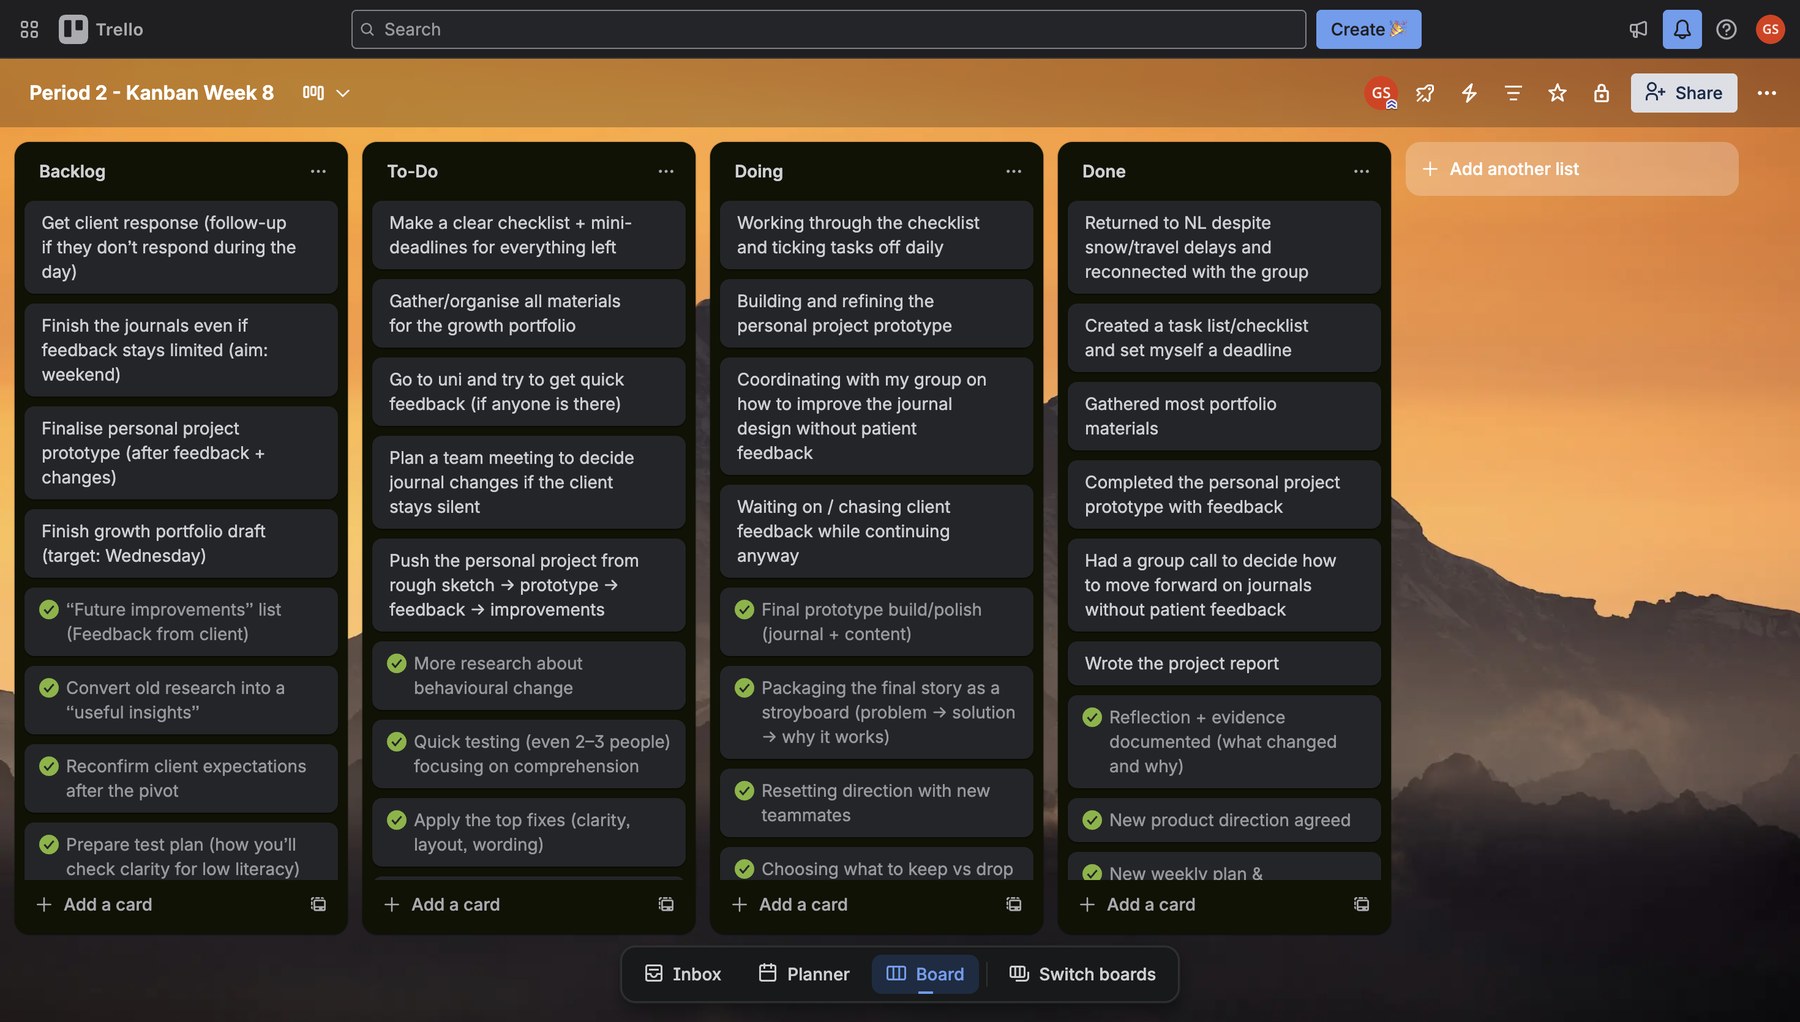 Trello
Search
Create 🎉
GS
Period 2 - Kanban Week 8
GS
Share
Backlog
Get client response (follow-up
if they don’t respond during the
day)
Finish the journals even if
feedback stays limited (aim:
weekend)
Finalise personal project
prototype (after feedback +
changes)
Finish growth portfolio draft
(target: Wednesday)
“Future improvements” list
(Feedback from client)
Convert old research into a
“useful insights”
Reconfirm client expectations
after the pivot
Prepare test plan (how you’ll
check clarity for low literacy)
Add a card
To-Do
Make a clear checklist + mini-
deadlines for everything left
Gather/organise all materials
for the growth portfolio
Go to uni and try to get quick
feedback (if anyone is there)
Plan a team meeting to decide
journal changes if the client
stays silent
Push the personal project from
rough sketch → prototype →
feedback → improvements
More research about
behavioural change
Quick testing (even 2–3 people)
focusing on comprehension
Apply the top fixes (clarity,
layout, wording)
Add a card
Doing
Working through the checklist
and ticking tasks off daily
Building and refining the
personal project prototype
Coordinating with my group on
how to improve the journal
design without patient
feedback
Waiting on / chasing client
feedback while continuing
anyway
Final prototype build/polish
(journal + content)
Packaging the final story as a
stroyboard (problem → solution
→ why it works)
Resetting direction with new
teammates
Choosing what to keep vs drop
Add a card
Done
Returned to NL despite
snow/travel delays and
reconnected with the group
Created a task list/checklist
and set myself a deadline
Gathered most portfolio
materials
Completed the personal project
prototype with feedback
Had a group call to decide how
to move forward on journals
without patient feedback
Wrote the project report
Reflection + evidence
documented (what changed
and why)
New product direction agreed
New weekly plan &
Add a card
Add another list
Inbox
Planner
Board
Switch boards